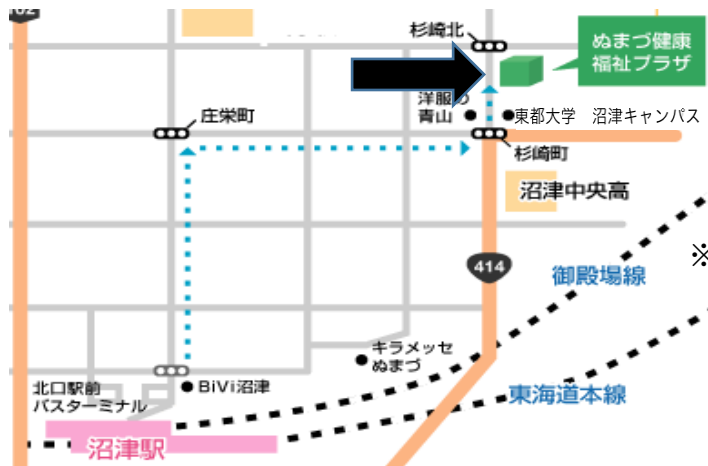 杉崎北
ぬまづ健康
福祉プラザ
洋服の
青山
東都大学　沼津キャンパス
庄栄町
杉崎町
沼津中央高
※
414
御殿場線
キラメッセ
ぬまづ
BiVi沼津
北口駅前
バスターミナル
東海道本線
沼津駅